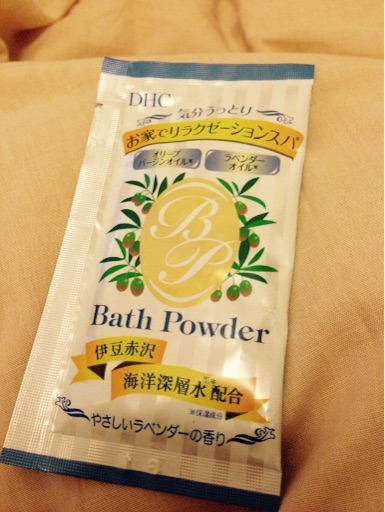 DHC
気分うっとり
お家でリラクゼーションスパ
オリーブ
バージンオイル※
ラベンダー
オイル※
BP
Bath Powder
伊豆赤沢
海洋深層水※配合
※保湿成分
やさしいラベンダーの香り